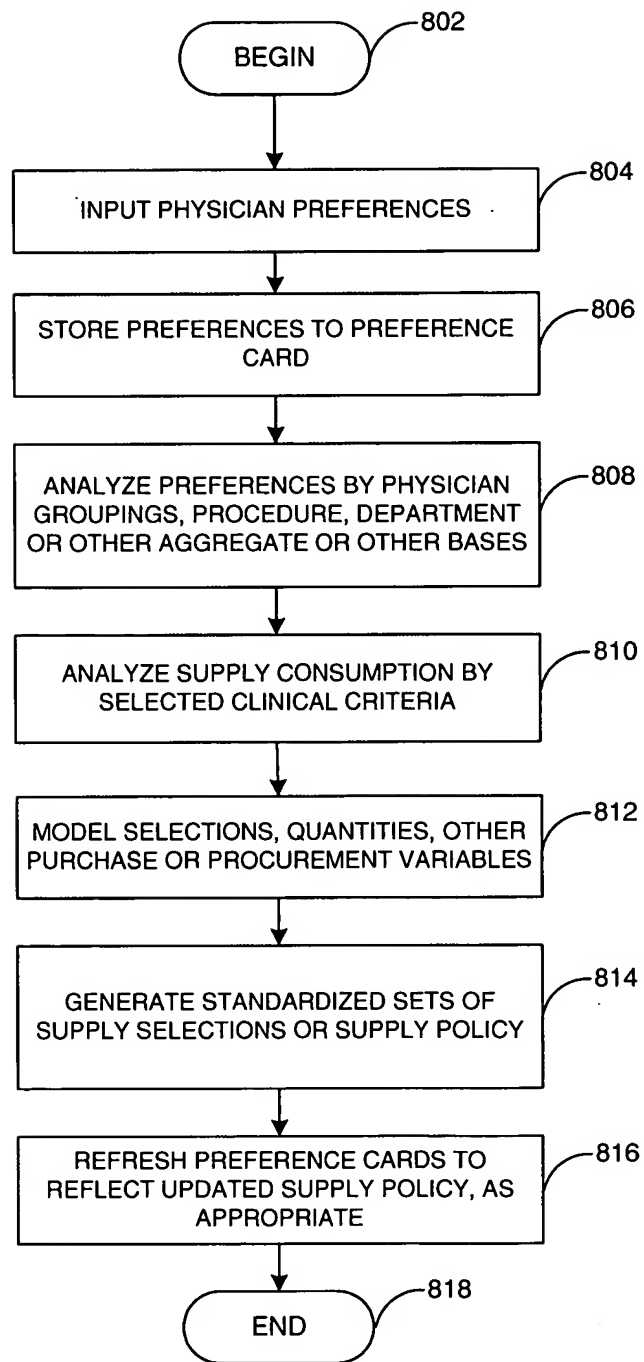 802
BEGIN
804
INPUT PHYSICIAN PREFERENCES
806
STORE PREFERENCES TO PREFERENCE
CARD
808
ANALYZE PREFERENCES BY PHYSICIAN
GROUPINGS, PROCEDURE, DEPARTMENT
OR OTHER AGGREGATE OR OTHER BASES
810
ANALYZE SUPPLY CONSUMPTION BY
SELECTED CLINICAL CRITERIA
812
MODEL SELECTIONS, QUANTITIES, OTHER
PURCHASE OR PROCUREMENT VARIABLES
814
GENERATE STANDARDIZED SETS OF
SUPPLY SELECTIONS OR SUPPLY POLICY
816
REFRESH PREFERENCE CARDS TO
REFLECT UPDATED SUPPLY POLICY, AS
APPROPRIATE
818
END